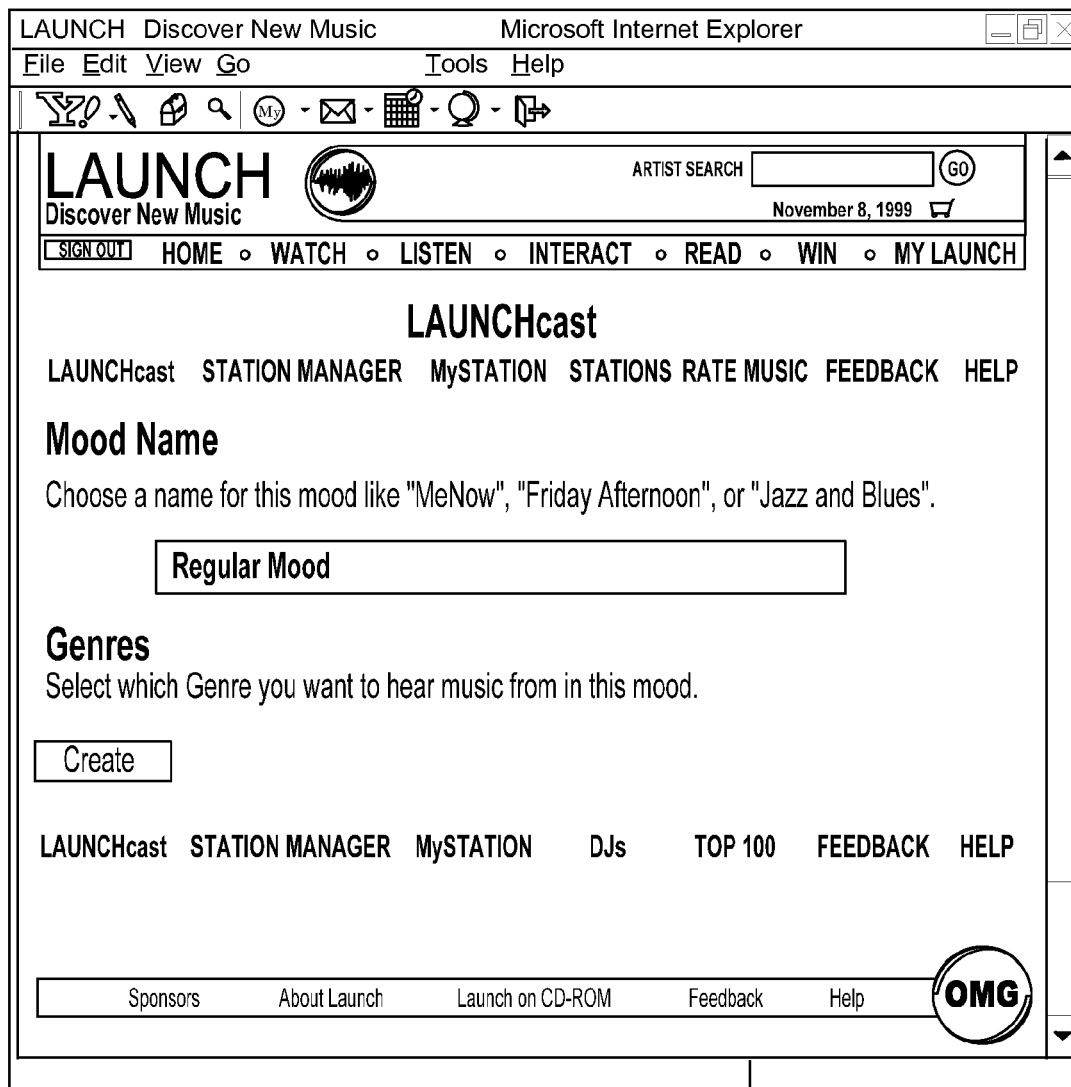 LAUNCH Discover New Music Microsoft Internet Explorer
File Edit View Go Tools Help
Y! My
LAUNCH
Discover New Music
ARTIST SEARCH GO
November 8, 1999
SIGN OUT HOME WATCH LISTEN INTERACT READ WIN MY LAUNCH
LAUNCHcast
LAUNCHcast STATION MANAGER MySTATION STATIONS RATE MUSIC FEEDBACK HELP
Mood Name
Choose a name for this mood like "MeNow", "Friday Afternoon", or "Jazz and Blues".
Regular Mood
Genres
Select which Genre you want to hear music from in this mood.
Create
LAUNCHcast STATION MANAGER MySTATION DJs TOP 100 FEEDBACK HELP
Sponsors About Launch Launch on CD-ROM Feedback Help
OMG